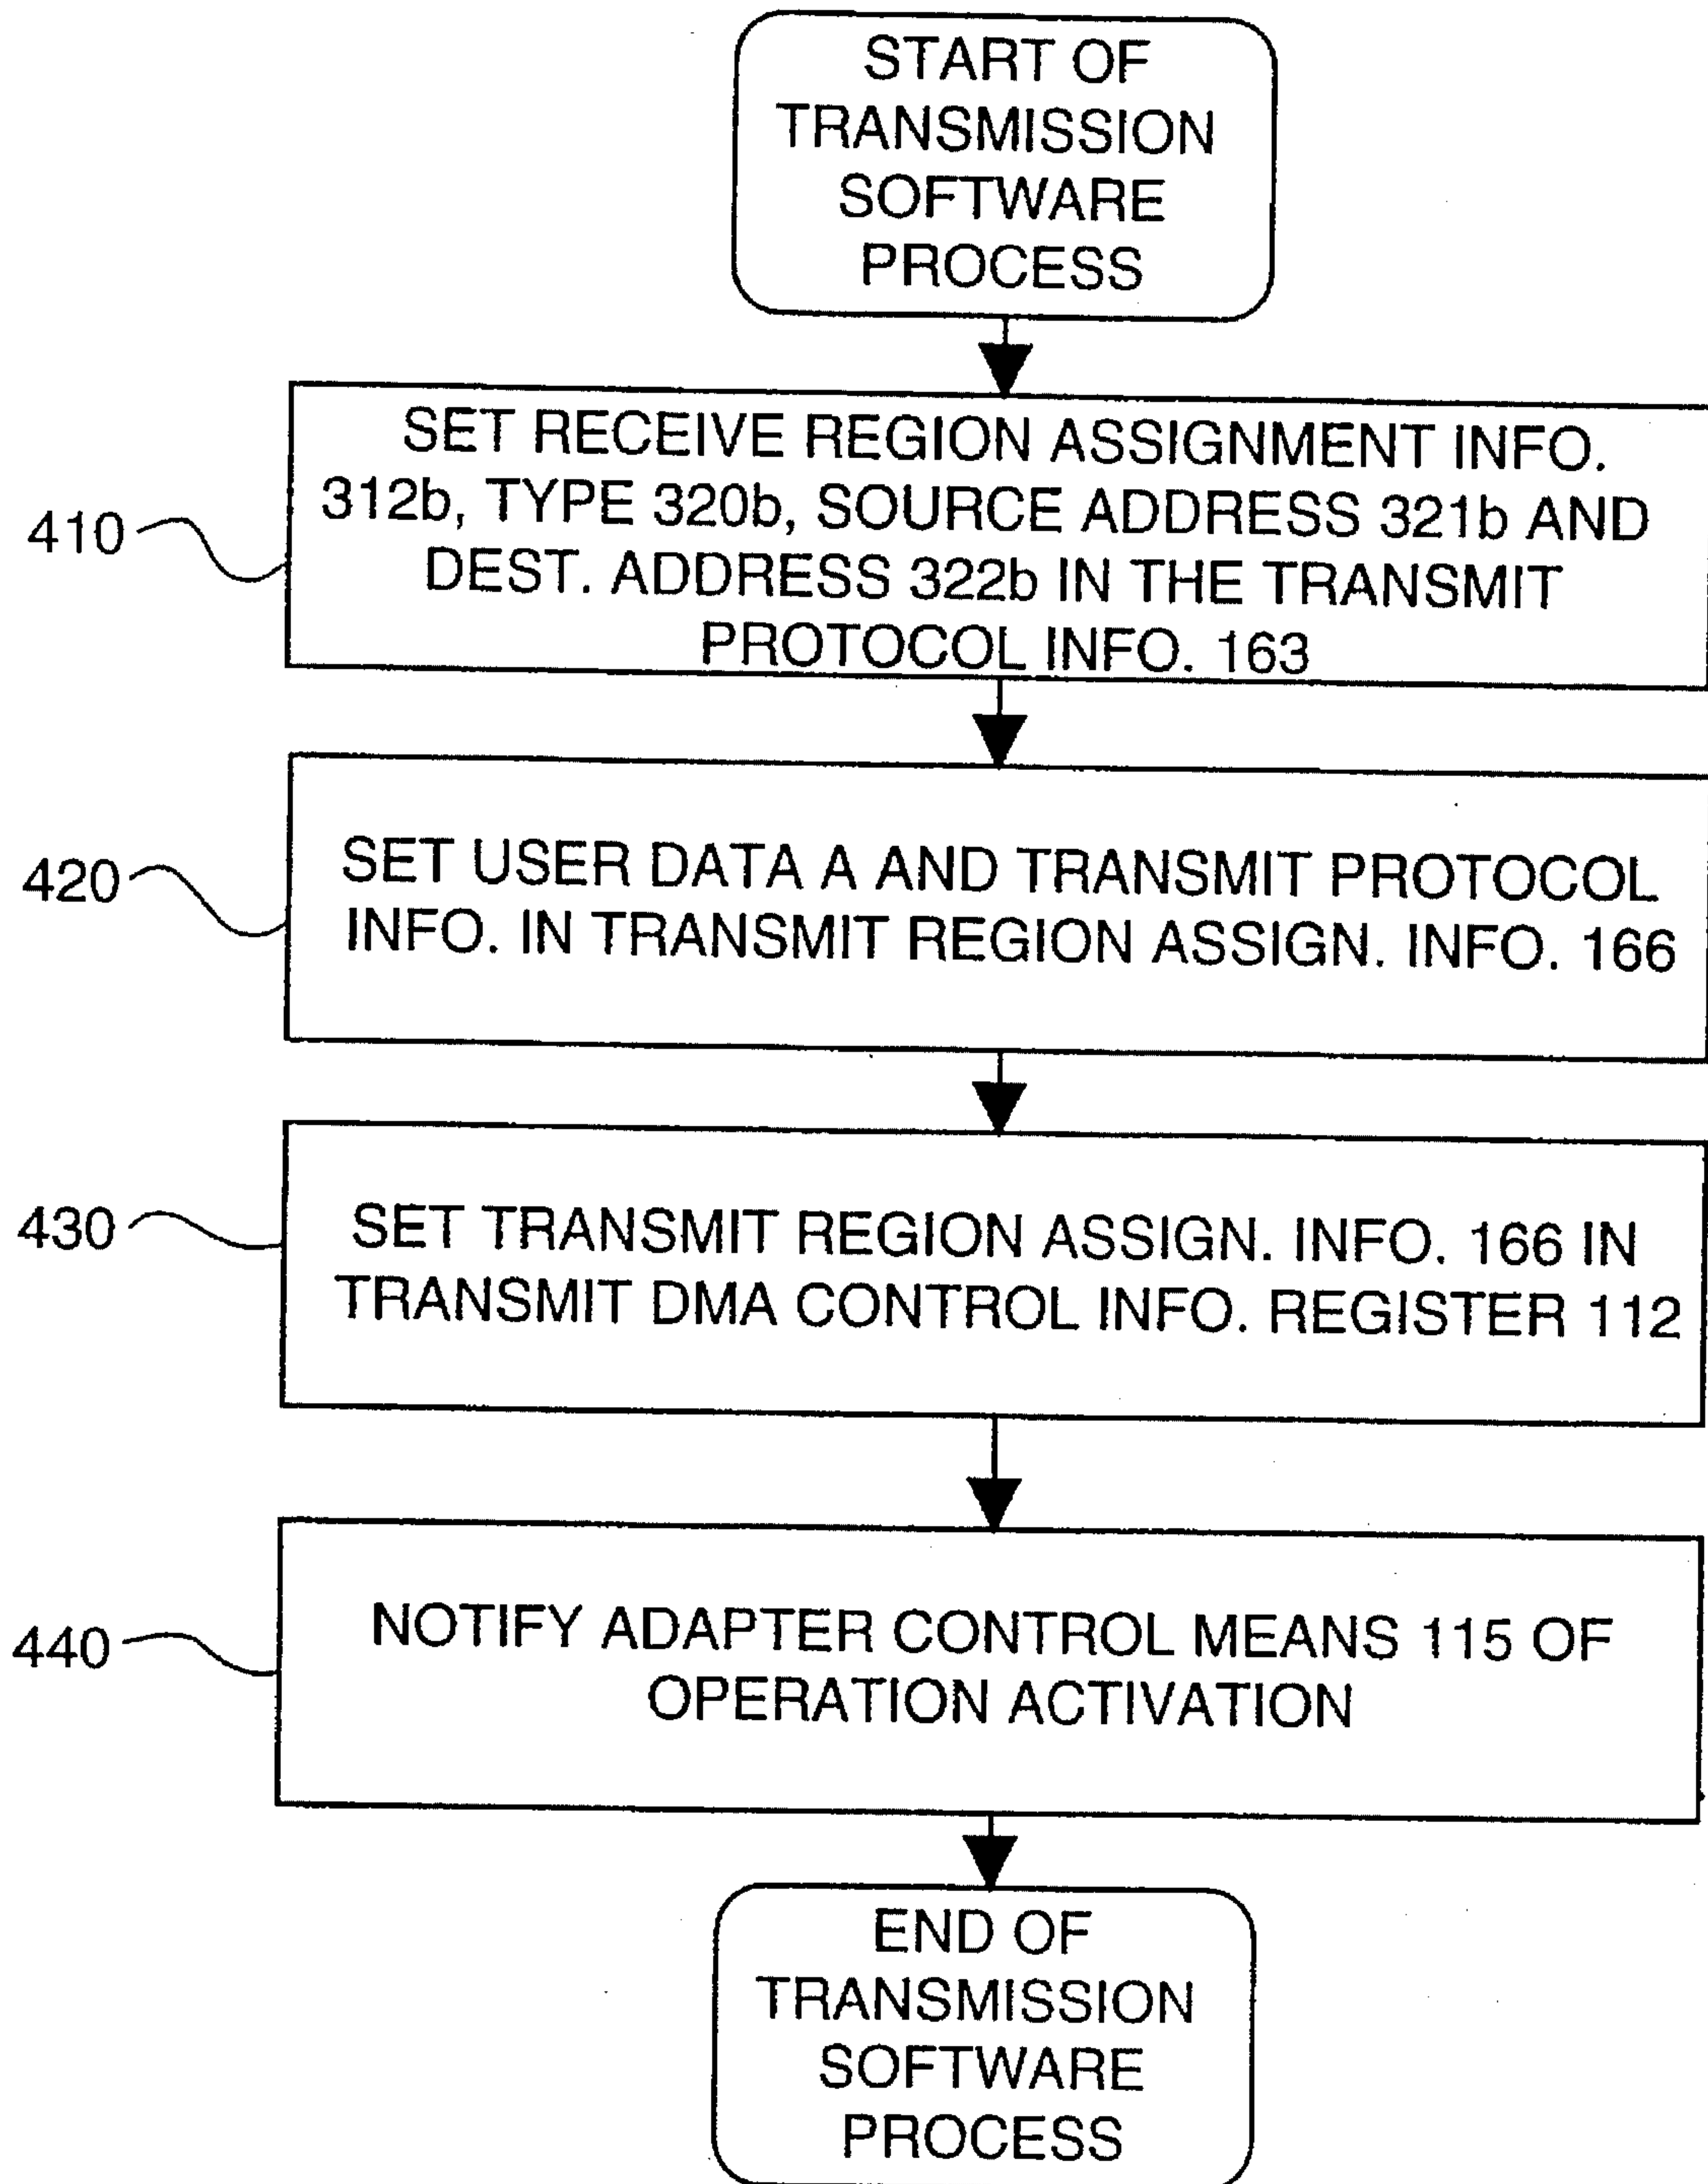 START OF
TRANSMISSION
SOFTWARE
PROCESS
410
SET RECEIVE REGION ASSIGNMENT INFO.
312b, TYPE 320b, SOURCE ADDRESS 321b AND
DEST. ADDRESS 322b IN THE TRANSMIT
PROTOCOL INFO. 163
420
SET USER DATA A AND TRANSMIT PROTOCOL
INFO. IN TRANSMIT REGION ASSIGN. INFO. 166
430
SET TRANSMIT REGION ASSIGN. INFO. 166 IN
TRANSMIT DMA CONTROL INFO. REGISTER 112
440
NOTIFY ADAPTER CONTROL MEANS 115 OF
OPERATION ACTIVATION
END OF
TRANSMISSION
SOFTWARE
PROCESS